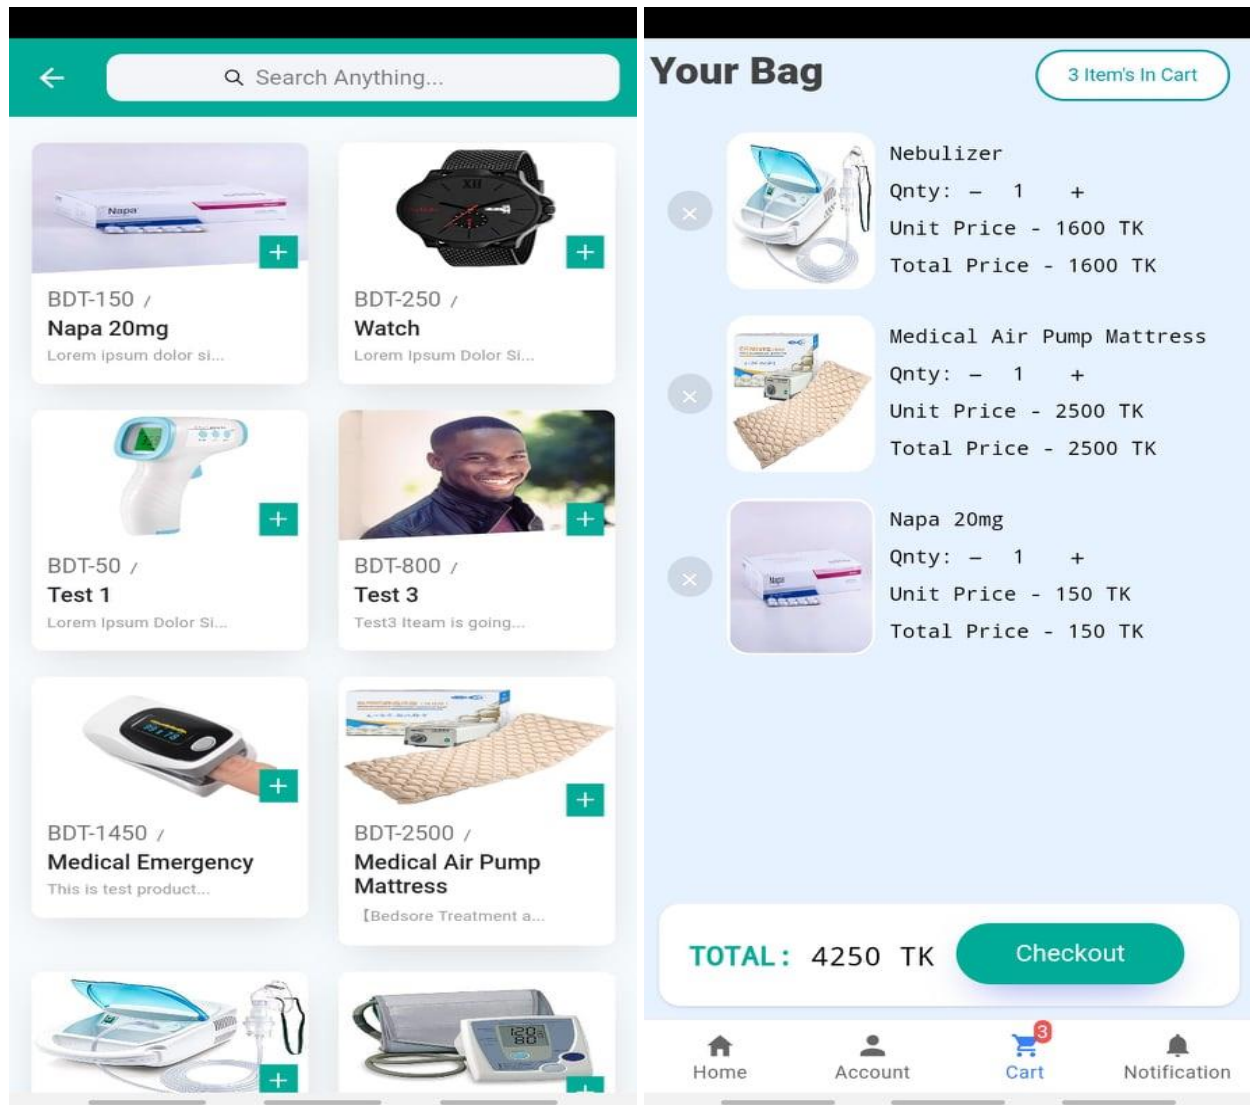 Search Anything...
Napa
BDT-150 /
Napa 20mg
Lorem ipsum dolor si...
XII
BDT-250 /
Watch
Lorem Ipsum Dolor Si...
BDT-50 /
Test 1
Lorem Ipsum Dolor Si...
BDT-800 /
Test 3
Test3 Iteam is going...
BDT-1450 /
Medical Emergency
This is test product...
BDT-2500 /
Medical Air Pump
Mattress
【Bedsore Treatment a...
120
80
Your Bag
3 Item's In Cart
Nebulizer
Qnty: – 1 +
Unit Price - 1600 TK
Total Price - 1600 TK
Medical Air Pump Mattress
Qnty: – 1 +
Unit Price - 2500 TK
Total Price - 2500 TK
Napa
Napa 20mg
Qnty: – 1 +
Unit Price - 150 TK
Total Price - 150 TK
TOTAL: 4250 TK
Checkout
3
Home
Account
Cart
Notification